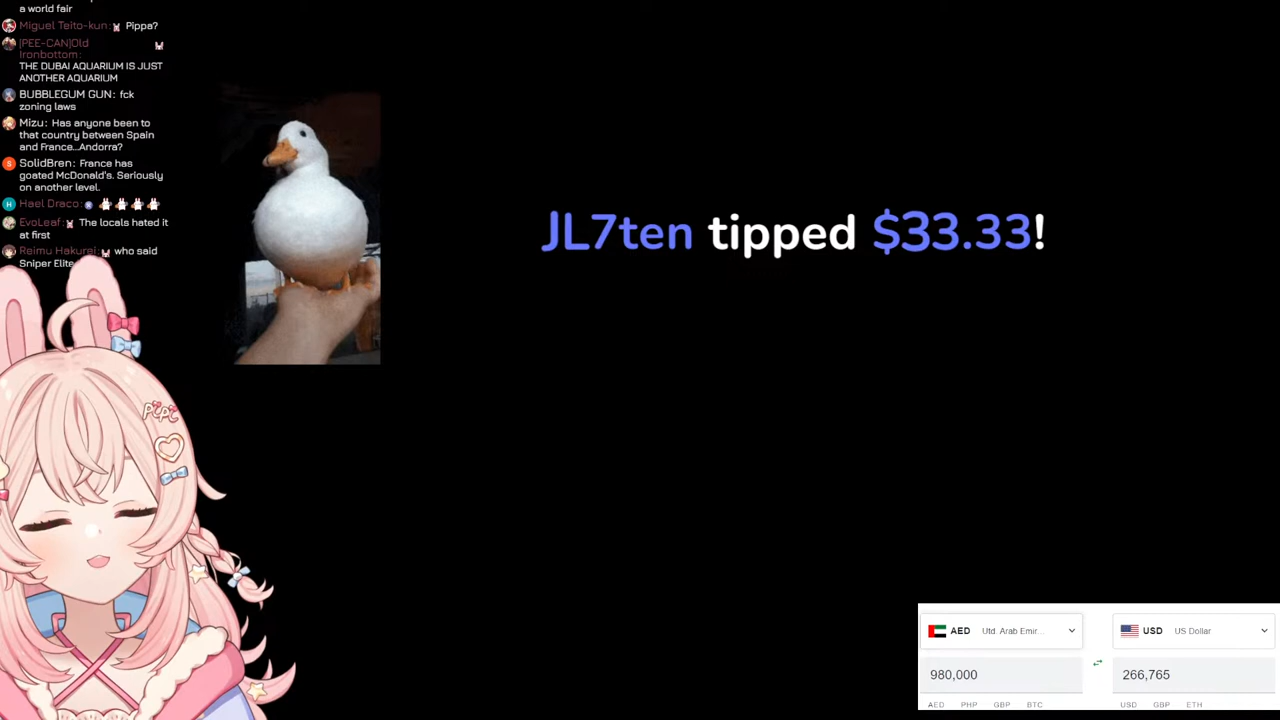 a world fair
Miguel Teito-kun: Pippa?
[PEE-CAN]Old
Ironbottom:
THE DUBAI AQUARIUM IS JUST
ANOTHER AQUARIUM
BUBBLEGUM GUN: fck
zoning laws
Mizu: Has anyone been to
that country between Spain
and France...Andorra?
SolidBren: France has
goated McDonald's. Seriously
on another level.
Hael Draco:
EvoLeaf: The locals hated it
at first
Reimu Hakurei: who said
Sniper Elite
JL7ten tipped $33.33!
Pipi
AED Utd. Arab Emir...
USD US Dollar
980,000
266,765
AED PHP GBP BTC
USD GBP ETH